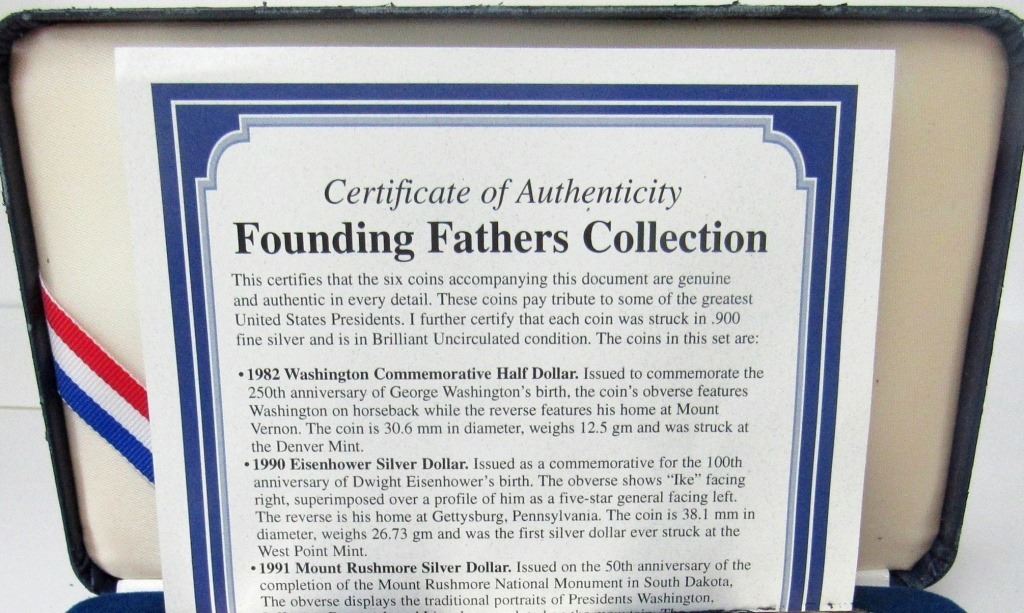 Certificate of Authenticity
Founding Fathers Collection
This certifies that the six coins accompanying this document are genuine
and authentic in every detail. These coins pay tribute to some of the greatest
United States Presidents. I further certify that each coin was struck in .900
fine silver and is in Brilliant Uncirculated condition. The coins in this set are:
• 1982 Washington Commemorative Half Dollar. Issued to commemorate the
250th anniversary of George Washington's birth, the coin's obverse features
Washington on horseback while the reverse features his home at Mount
Vernon. The coin is 30.6 mm in diameter, weighs 12.5 gm and was struck at
the Denver Mint.
• 1990 Eisenhower Silver Dollar. Issued as a commemorative for the 100th
anniversary of Dwight Eisenhower's birth. The obverse shows "Ike" facing
right, superimposed over a profile of him as a five-star general facing left.
The reverse is his home at Gettysburg, Pennsylvania. The coin is 38.1 mm in
diameter, weighs 26.73 gm and was the first silver dollar ever struck at the
West Point Mint.
• 1991 Mount Rushmore Silver Dollar. Issued on the 50th anniversary of the
completion of the Mount Rushmore National Monument in South Dakota,
The obverse displays the traditional portraits of Presidents Washington,